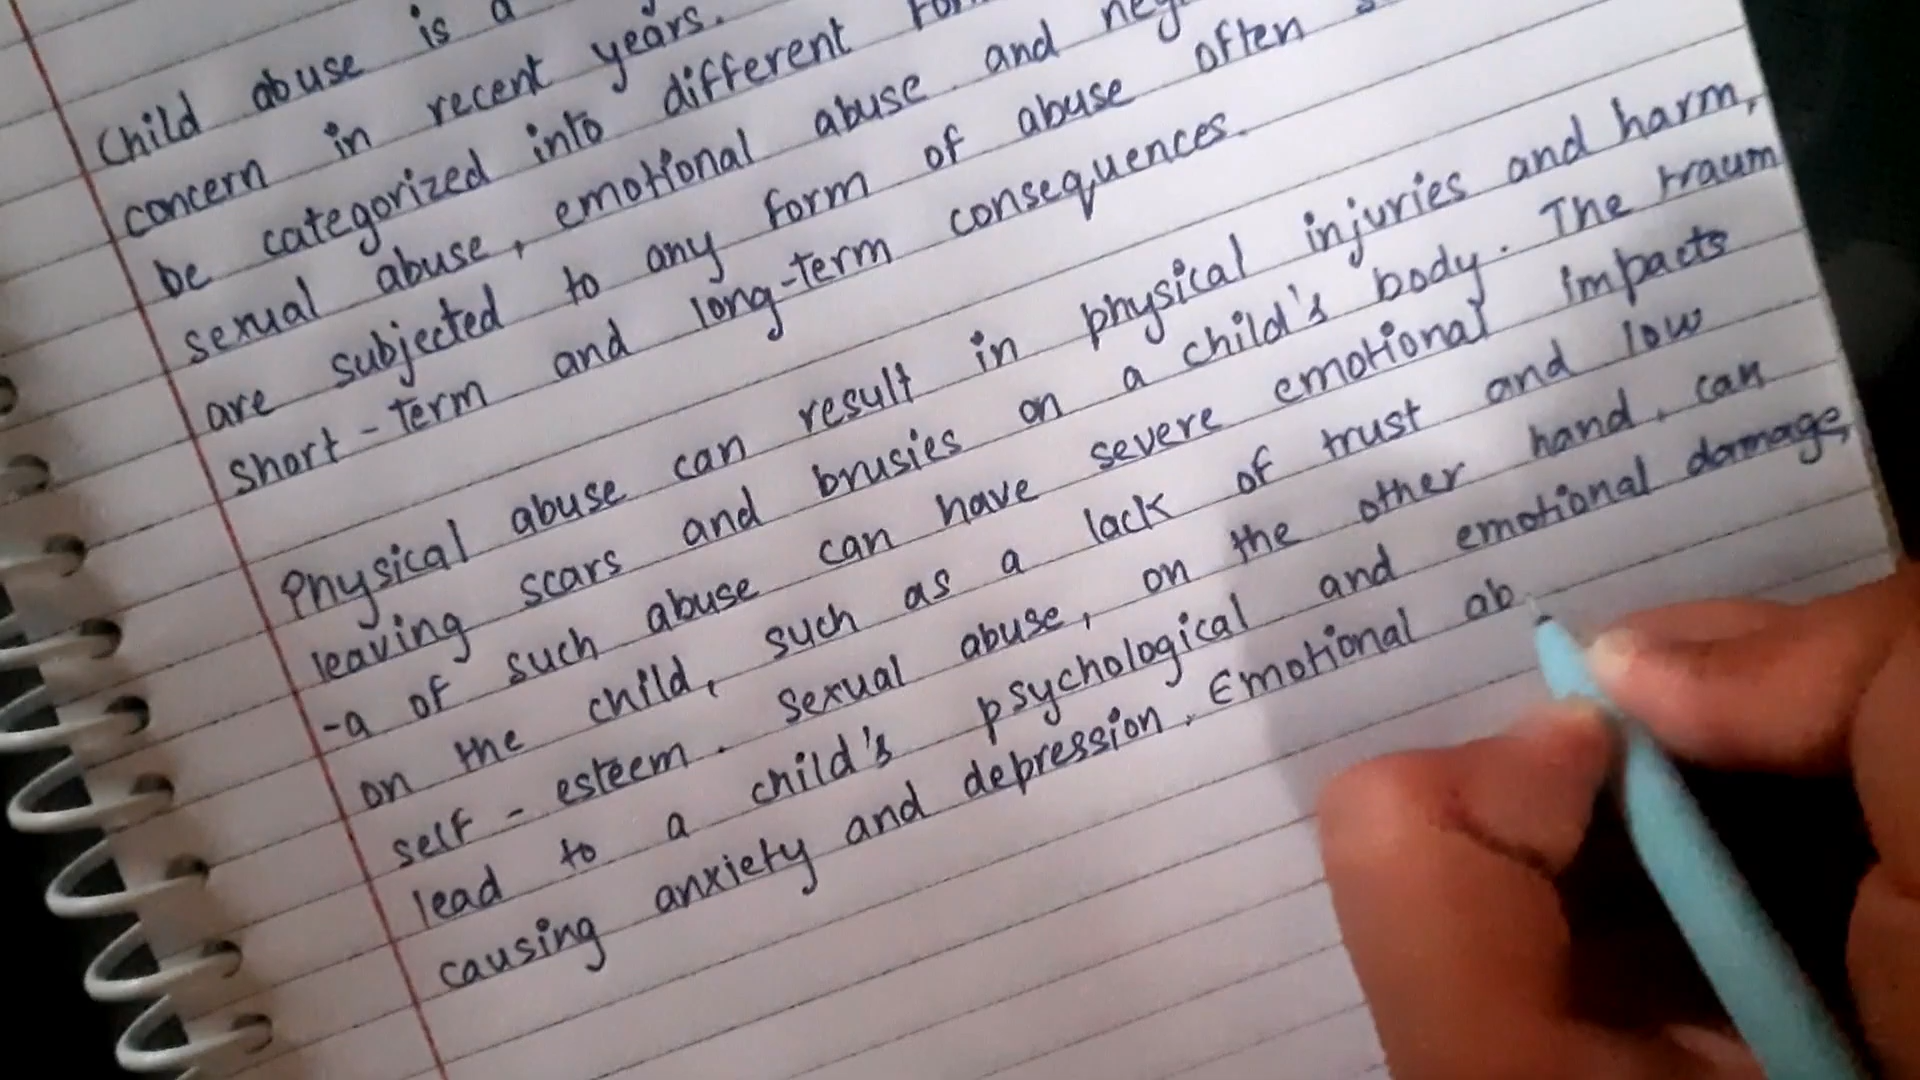 Child abuse is a
concern in recent years.
be categorized into different
sexual abuse, emotional abuse and
are subjected to any form of abuse often
short-term and long-term consequences.
Physical abuse can result in physical injuries and harm,
leaving scars and brusies on a child's body. The traum
-a of such abuse can have severe emotional impacts
on the child, such as a lack of trust and low
self-esteem. Sexual abuse, on the other hand, can
lead to a child's psychological and emotional damage,
causing anxiety and depression. Emotional ab